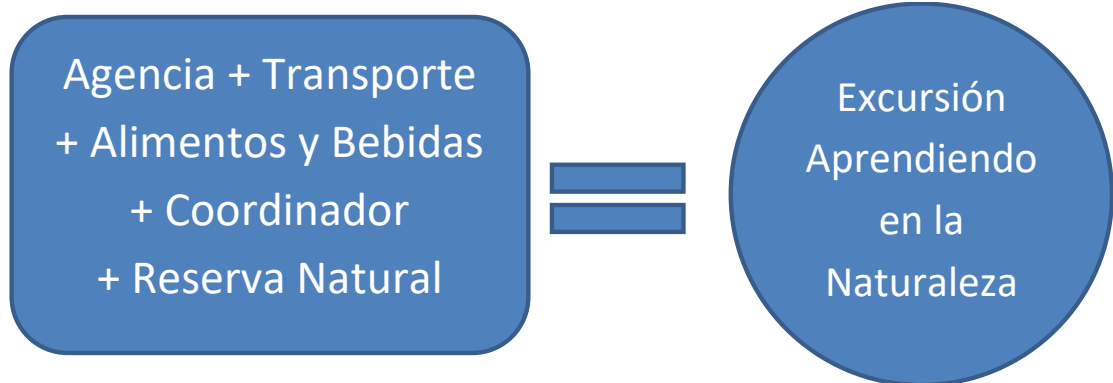 Agencia + Transporte
+ Alimentos y Bebidas
+ Coordinador
+ Reserva Natural
Excursión
Aprendiendo
en la
Naturaleza